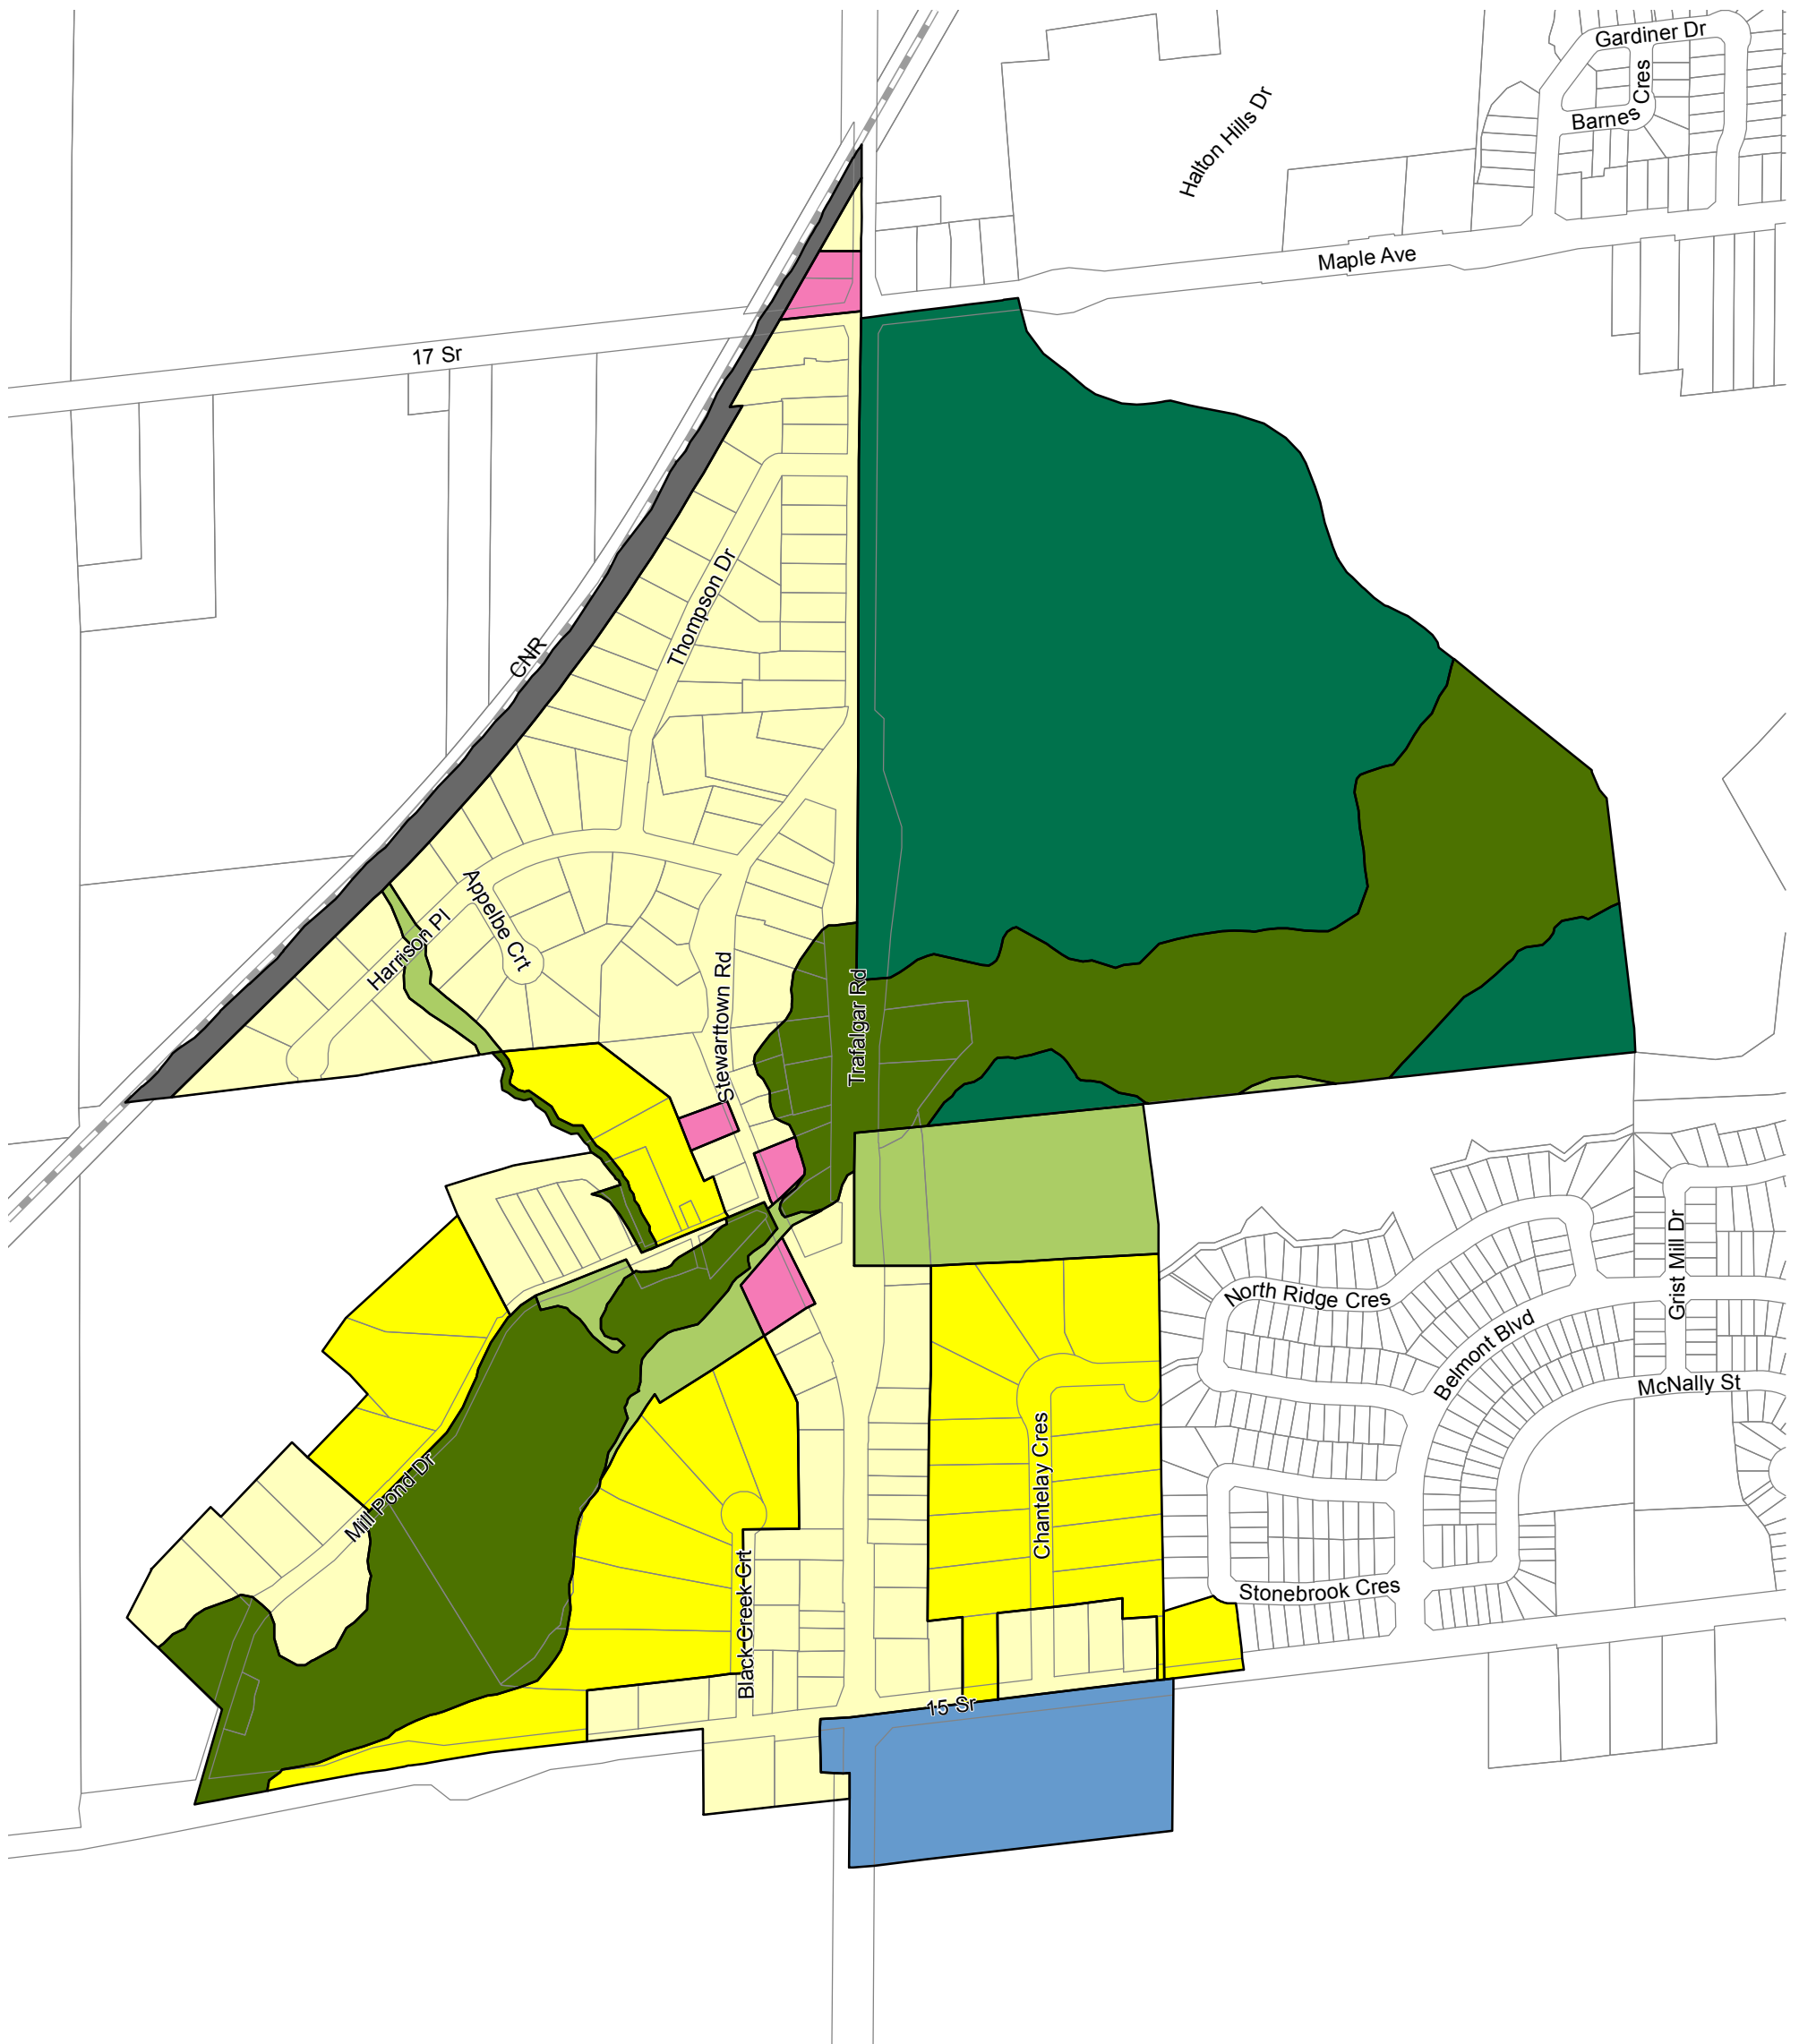 Gardiner Dr
Cres
Barnes
Halton Hills Dr
Maple Ave
17 Sr
Thompson Dr
CNR
Appelbe Crt
Harrison Pl
Stewarttown Rd
Trafalgar Rd
North Ridge Cres
Grist Mill Dr
Belmont Blvd
McNally St
Chantelay Cres
Mill Pond Dr
Black Creek Crt
Stonebrook Cres
15 Sr